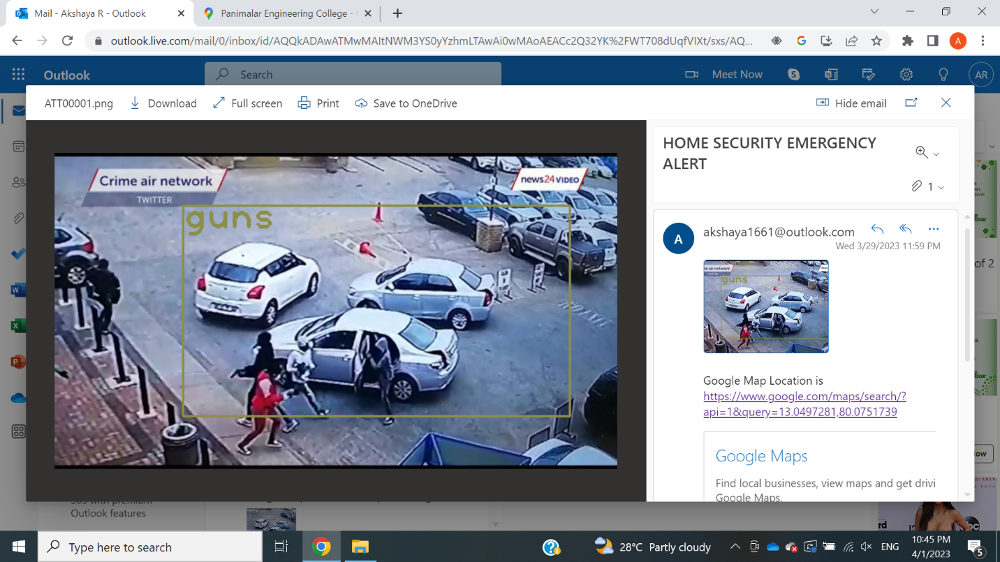 Mail - Akshaya R - Outlook
Panimalar Engineering College -
outlook.live.com/mail/0/inbox/id/AQQkADAwATMwMAItNWM3YS0yYzhmLTAwAi0wMAoAEACc2Q32YK%2FWT708dUqfVIXt/sxs/AQ...
A
Outlook
Search
Meet Now
AR
ATT00001.png
Download
Full screen
Print
Save to OneDrive
Hide email
Crime air network
TWITTER
news24 VIDEO
guns
HOME SECURITY EMERGENCY
ALERT
1
A
akshaya1661@outlook.com
Wed 3/29/2023 11:59 PM
guns
of 2
Google Map Location is
https://www.google.com/maps/search/?
api=1&query=13.0497281,80.0751739
Google Maps
Find local businesses, view maps and get drivi
Google Maps.
365 with premium
Outlook features
Type here to search
28°C Partly cloudy
ENG
10:45 PM
4/1/2023
5